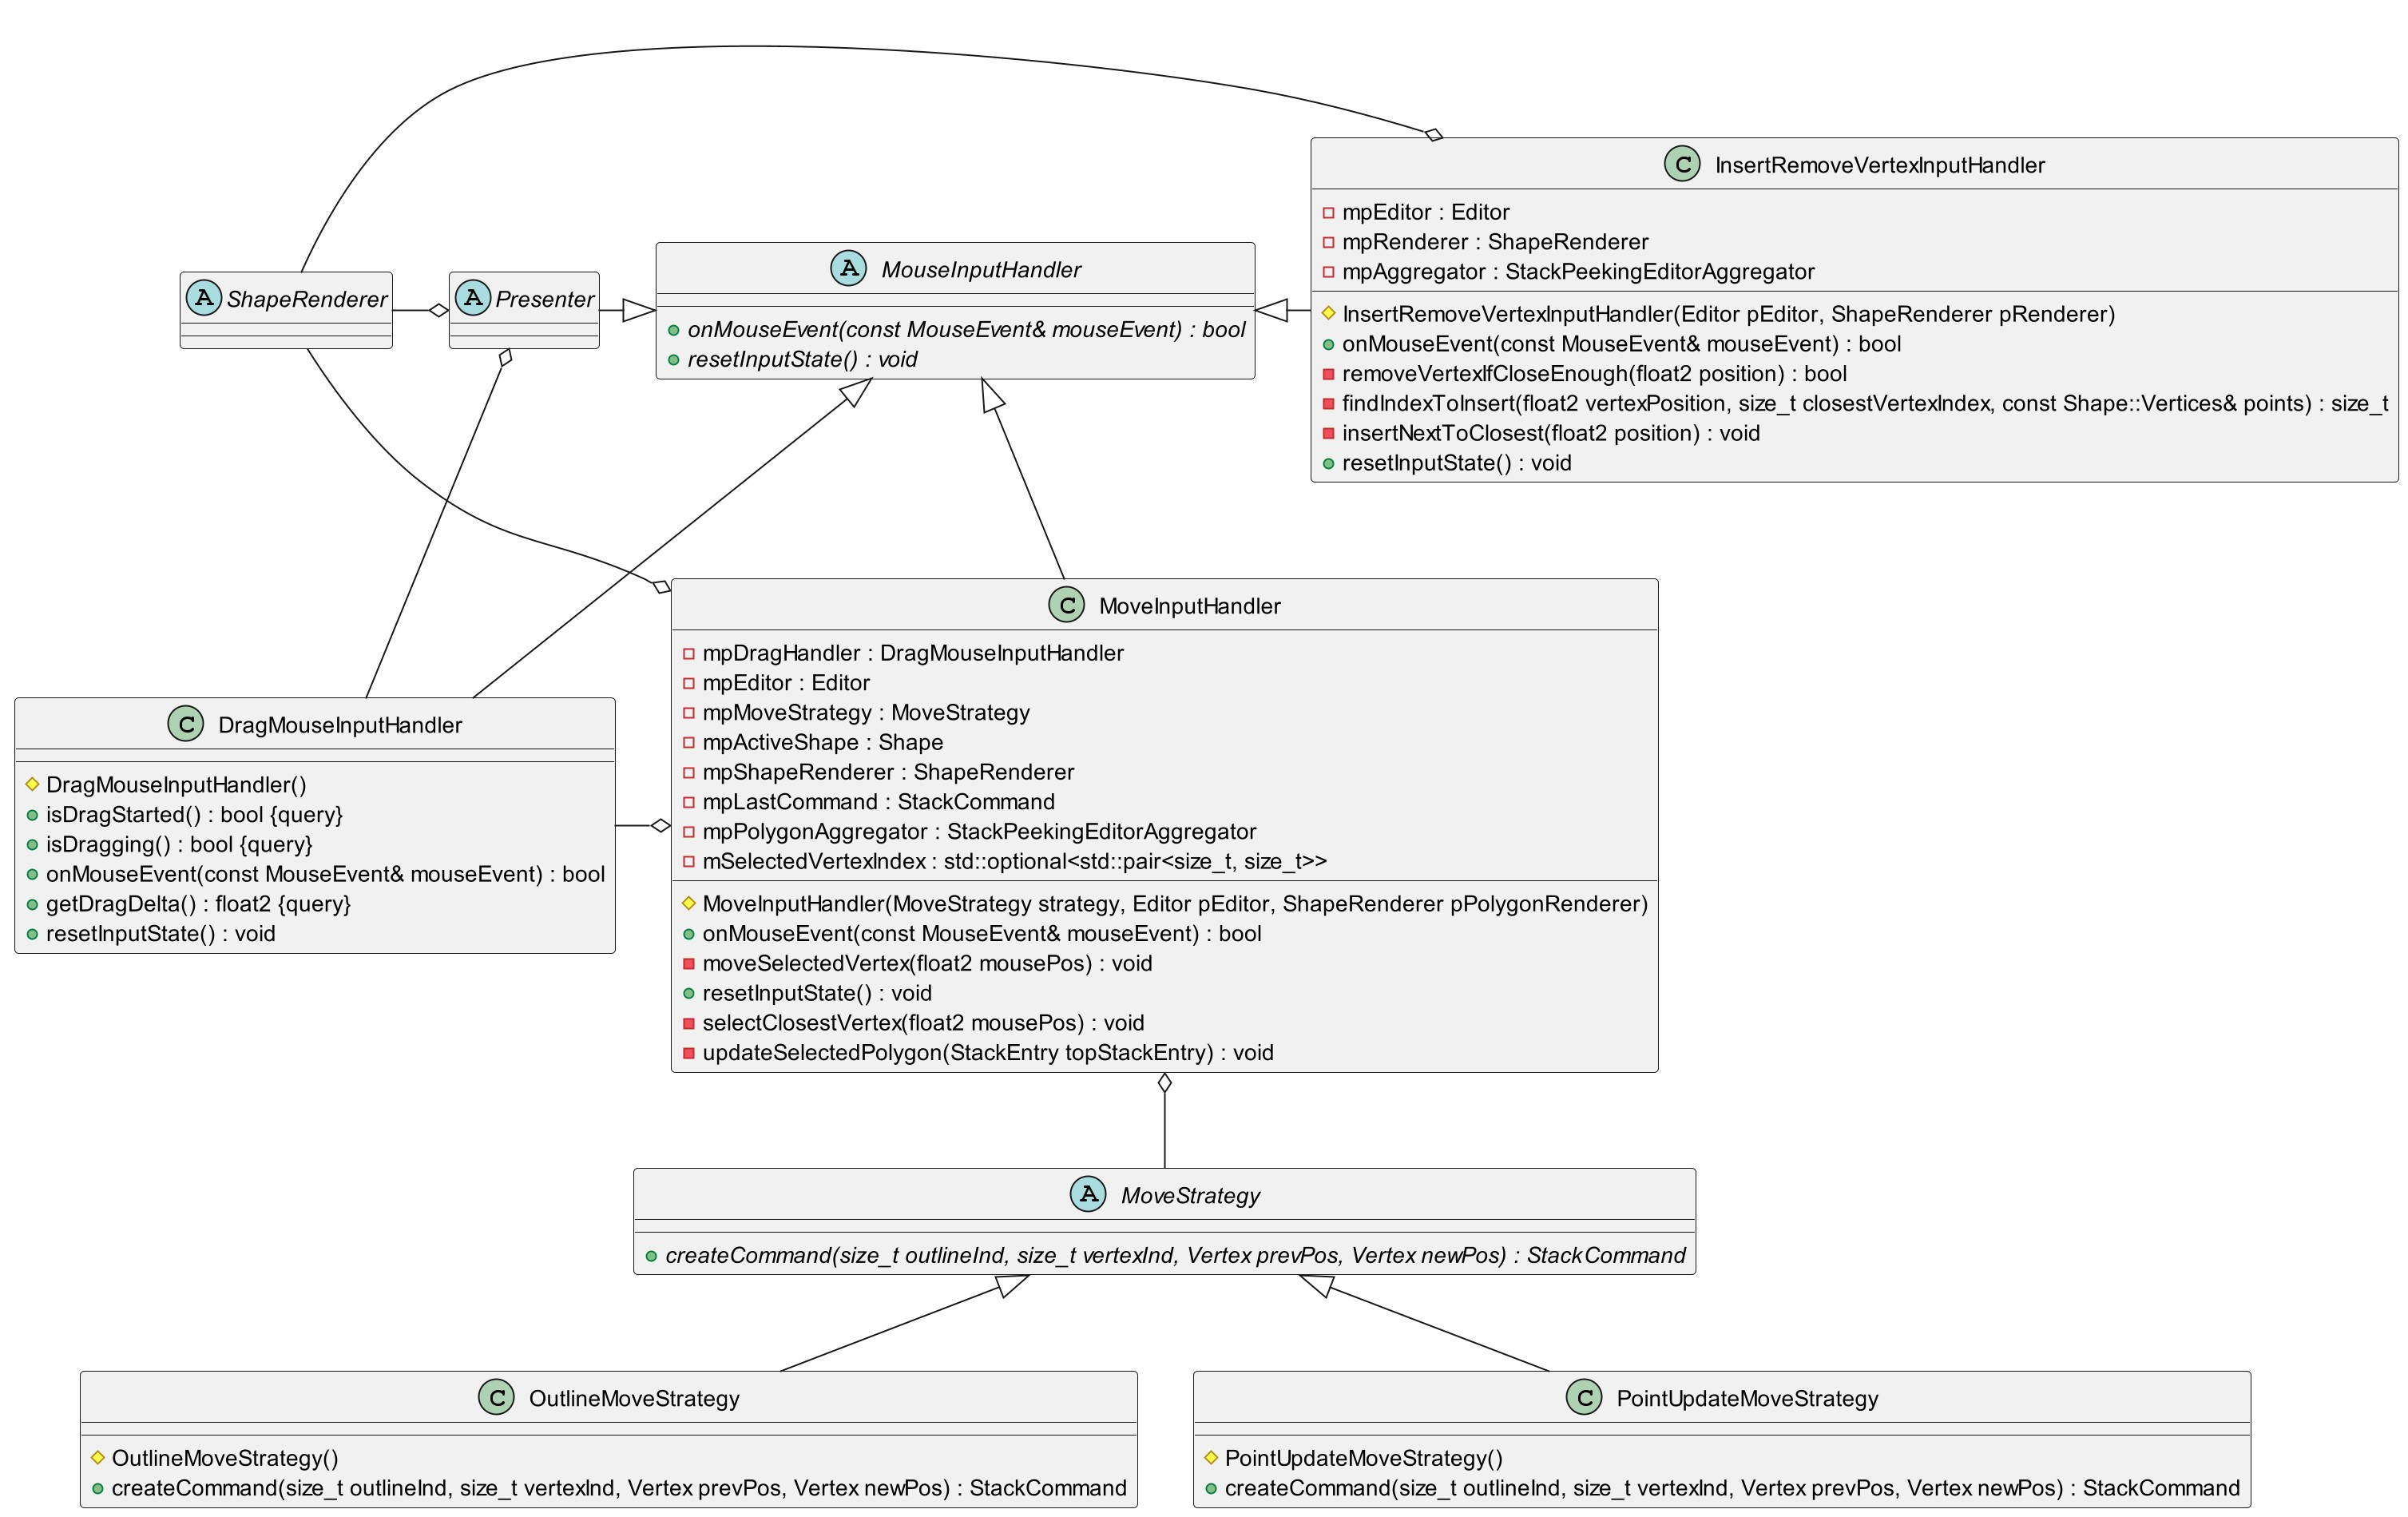 C InsertRemoveVertexInputHandler
mpEditor : Editor
mpRenderer : ShapeRenderer
mpAggregator : StackPeekingEditorAggregator
InsertRemoveVertexInputHandler(Editor pEditor, ShapeRenderer pRenderer)
onMouseEvent(const MouseEvent& mouseEvent) : bool
removeVertexIfCloseEnough(float2 position) : bool
findIndexToInsert(float2 vertexPosition, size_t closestVertexIndex, const Shape::Vertices& points) : size_t
insertNextToClosest(float2 position) : void
resetInputState() : void
A ShapeRenderer
A Presenter
A MouseInputHandler
onMouseEvent(const MouseEvent& mouseEvent) : bool
resetInputState() : void
C MoveInputHandler
mpDragHandler : DragMouseInputHandler
mpEditor : Editor
mpMoveStrategy : MoveStrategy
mpActiveShape : Shape
mpShapeRenderer : ShapeRenderer
mpLastCommand : StackCommand
mpPolygonAggregator : StackPeekingEditorAggregator
mSelectedVertexIndex : std::optional<std::pair<size_t, size_t>>
MoveInputHandler(MoveStrategy strategy, Editor pEditor, ShapeRenderer pPolygonRenderer)
onMouseEvent(const MouseEvent& mouseEvent) : bool
moveSelectedVertex(float2 mousePos) : void
resetInputState() : void
selectClosestVertex(float2 mousePos) : void
updateSelectedPolygon(StackEntry topStackEntry) : void
C DragMouseInputHandler
DragMouseInputHandler()
isDragStarted() : bool {query}
isDragging() : bool {query}
onMouseEvent(const MouseEvent& mouseEvent) : bool
getDragDelta() : float2 {query}
resetInputState() : void
A MoveStrategy
createCommand(size_t outlineInd, size_t vertexInd, Vertex prevPos, Vertex newPos) : StackCommand
C OutlineMoveStrategy
OutlineMoveStrategy()
createCommand(size_t outlineInd, size_t vertexInd, Vertex prevPos, Vertex newPos) : StackCommand
C PointUpdateMoveStrategy
PointUpdateMoveStrategy()
createCommand(size_t outlineInd, size_t vertexInd, Vertex prevPos, Vertex newPos) : StackCommand